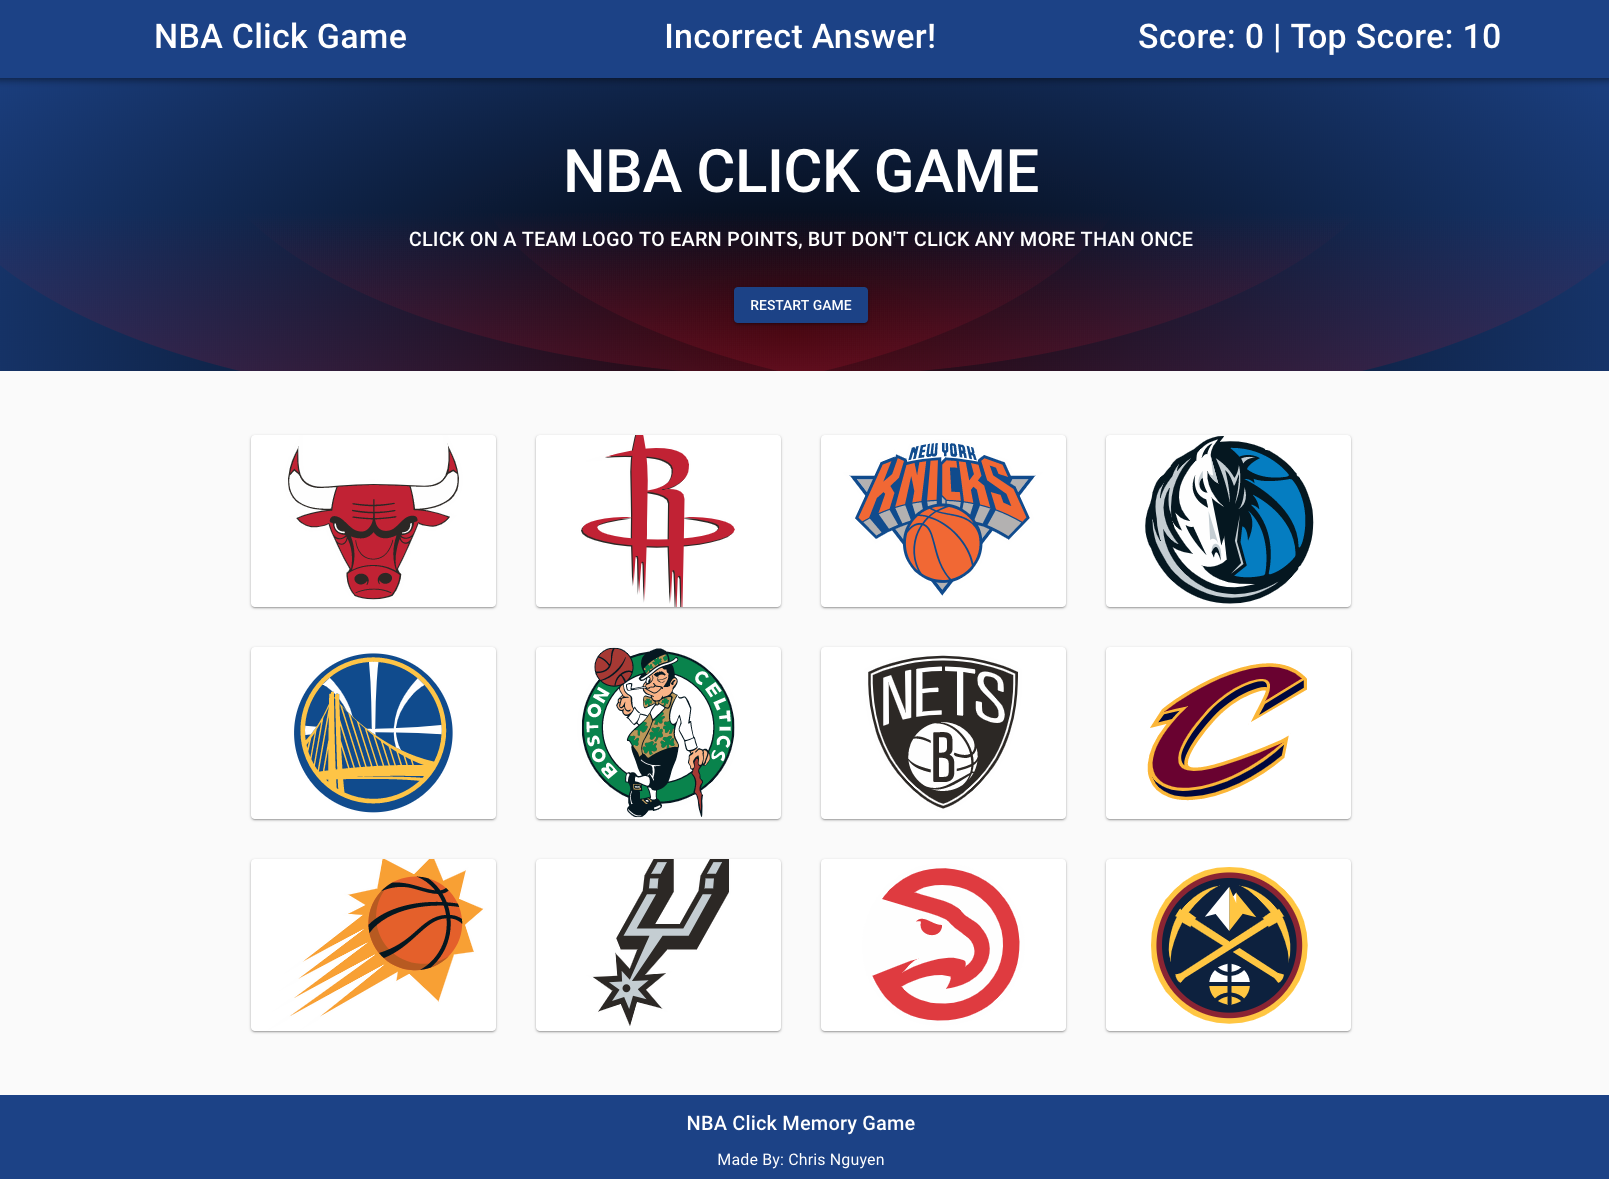 NBA Click Game
Incorrect Answer!
Score: 0 | Top Score: 10
NBA CLICK GAME
CLICK ON A TEAM LOGO TO EARN POINTS, BUT DON'T CLICK ANY MORE THAN ONCE
RESTART GAME
NEW YORK
KNICKS
BOSTON CELTICS
NETS
B
C
NBA Click Memory Game
Made By: Chris Nguyen